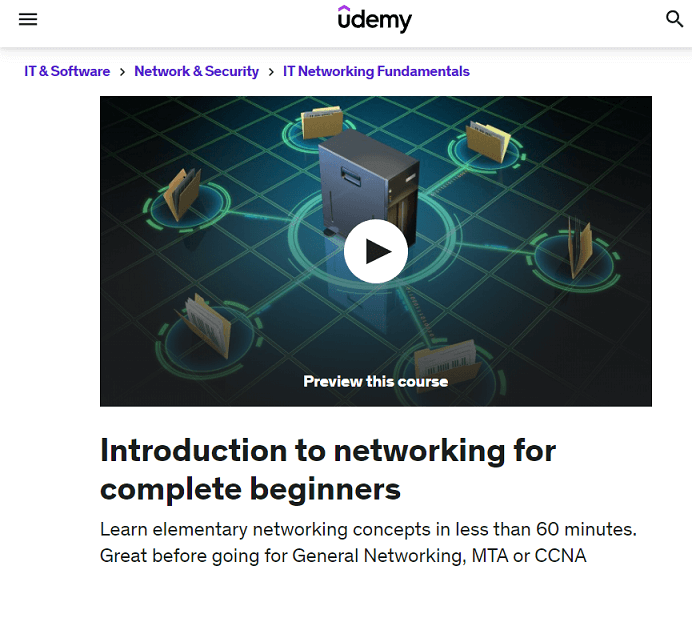 udemy
IT & Software › Network & Security › IT Networking Fundamentals
Preview this course
Introduction to networking for
complete beginners
Learn elementary networking concepts in less than 60 minutes.
Great before going for General Networking, MTA or CCNA